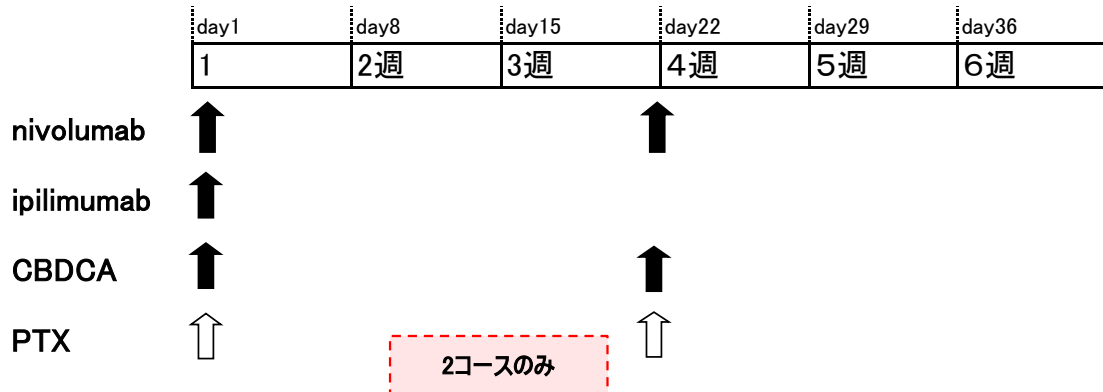 day1 day8 day15 day22 day29 day36
1 2週 3週 4週 5週 6週
nivolumab
ipilimumab
CBDCA
PTX
2コースのみ